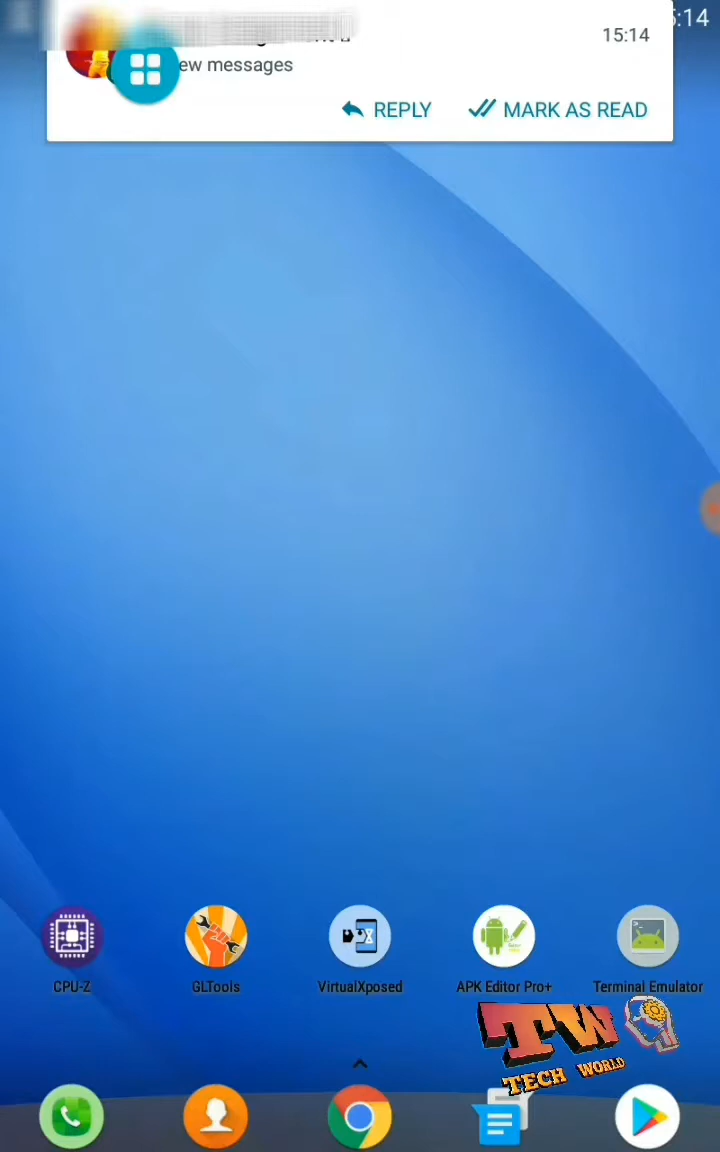 :14
15:14
ew messages
REPLY MARK AS READ
CPU-Z GLTools VirtualXposed APK Editor Pro+ Terminal Emulator
TW
TECH WORLD